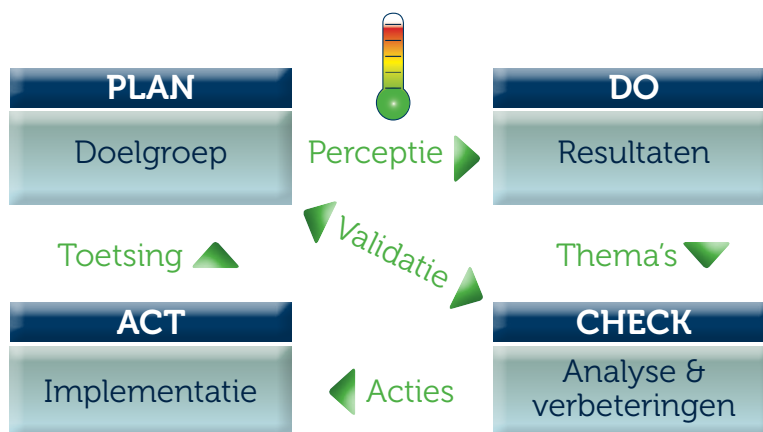 PLAN
DO
Doelgroep
Perceptie
Resultaten
Toetsing
Validatie
Thema's
ACT
CHECK
Implementatie
Acties
Analyse &
verbeteringen